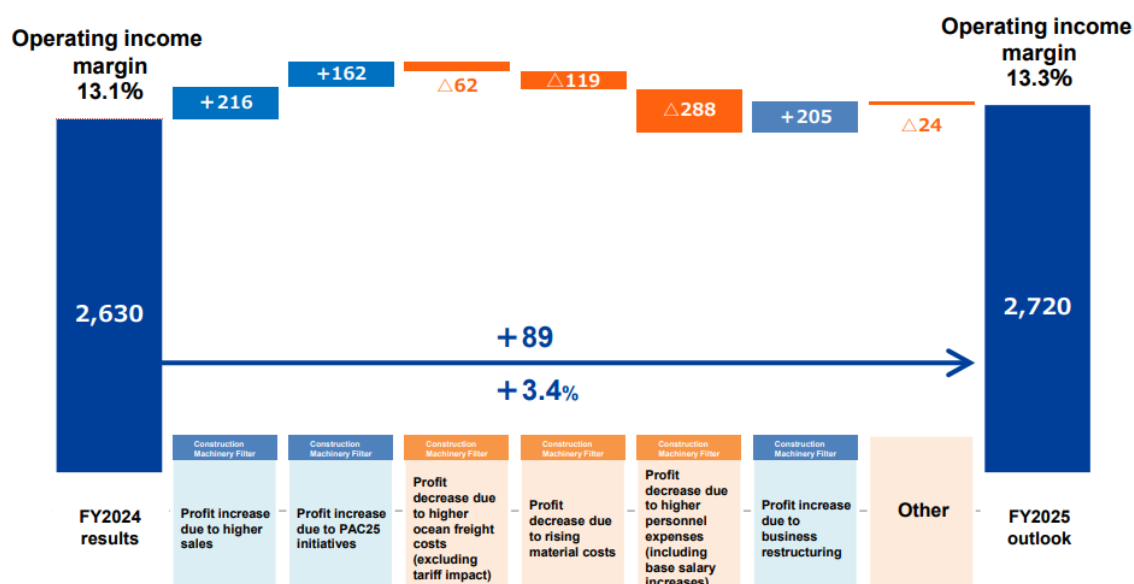 Operating income
margin
13.1%
Operating income
margin
13.3%
+216
+162
△62
△119
△288
+205
△24
2,630
2,720
+89
+3.4%
Construction
Machinery Filter
Construction
Machinery Filter
Construction
Machinery Filter
Construction
Machinery Filter
Construction
Machinery Filter
Construction
Machinery Filter
FY2024
results
Profit increase
due to higher
sales
Profit increase
due to PAC25
initiatives
Profit
decrease due
to higher
ocean freight
costs
(excluding
tariff impact)
Profit
decrease due
to rising
material costs
Profit
decrease due
to higher
personnel
expenses
(including
base salary
increases)
Profit increase
due to
business
restructuring
Other
FY2025
outlook